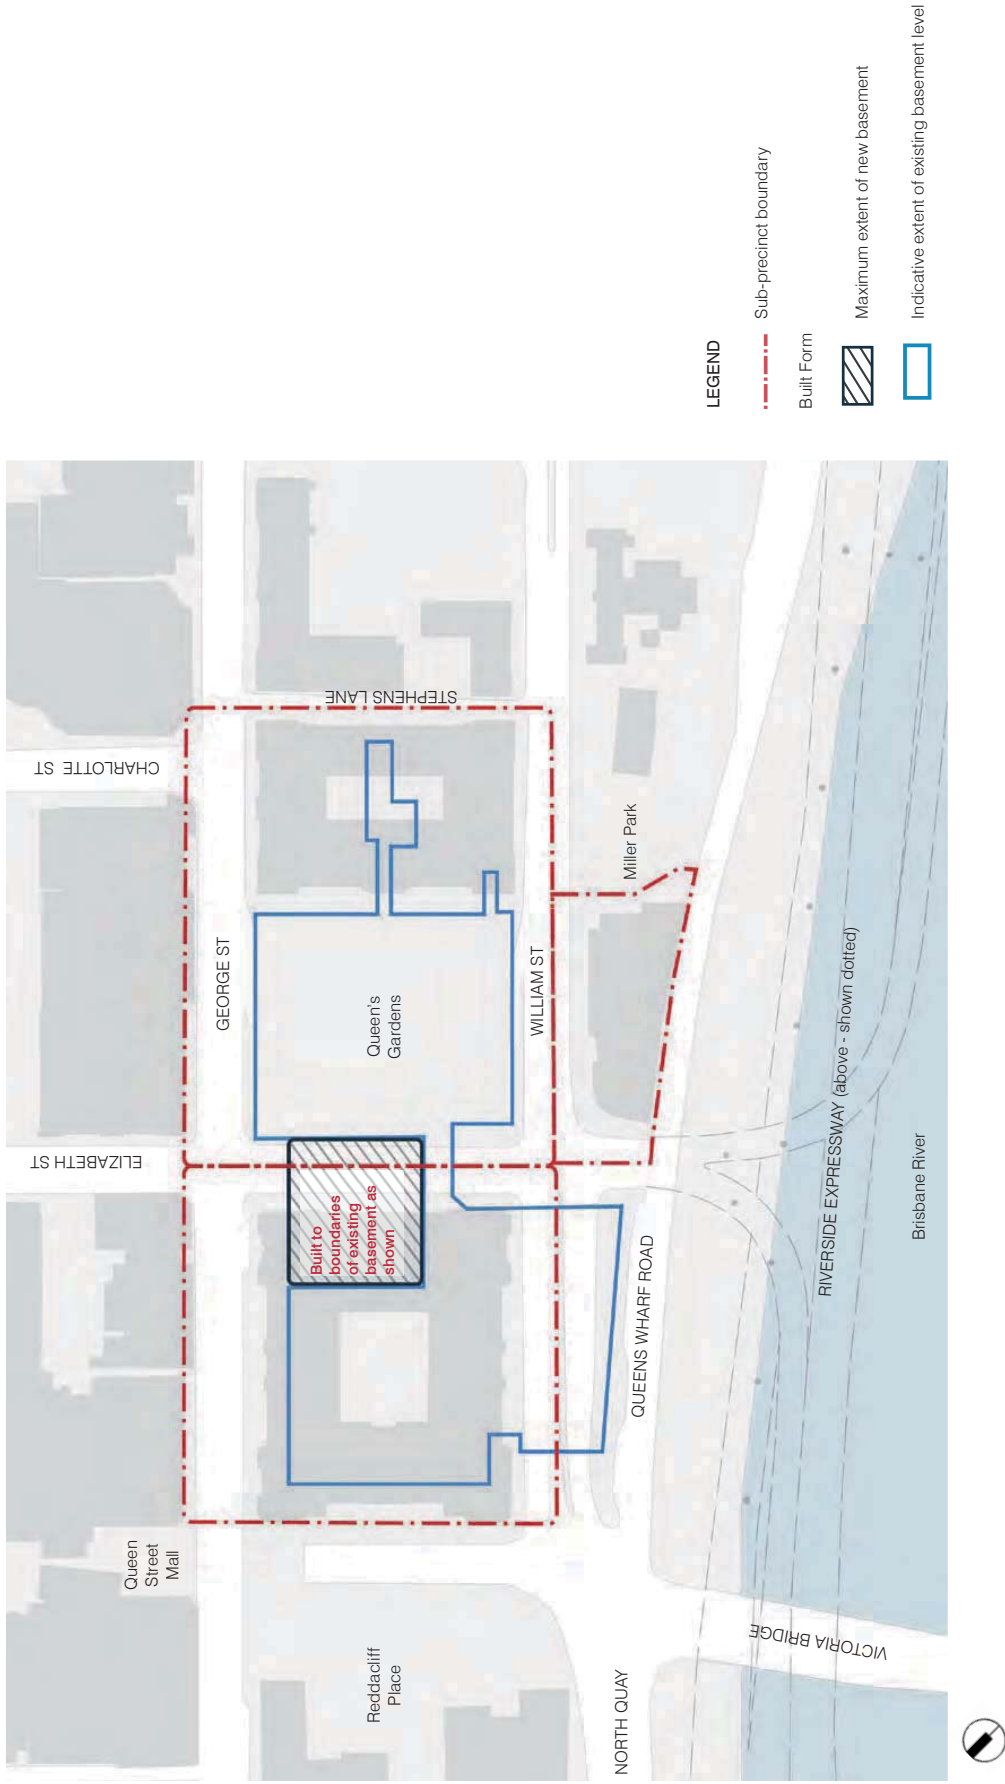 CHARLOTTE ST
ELIZABETH ST
Queen
Street
Mall
GEORGE ST
STEPHENS LANE
Reddacliff
Place
Built to
boundaries
of existing
basement as
shown
Queen's
Gardens
WILLIAM ST
Miller Park
NORTH QUAY
QUEENS WHARF ROAD
VICTORIA BRIDGE
RIVERSIDE EXPRESSWAY (above - shown dotted)
Brisbane River
LEGEND
Sub-precinct boundary
Built Form
Maximum extent of new basement
Indicative extent of existing basement level